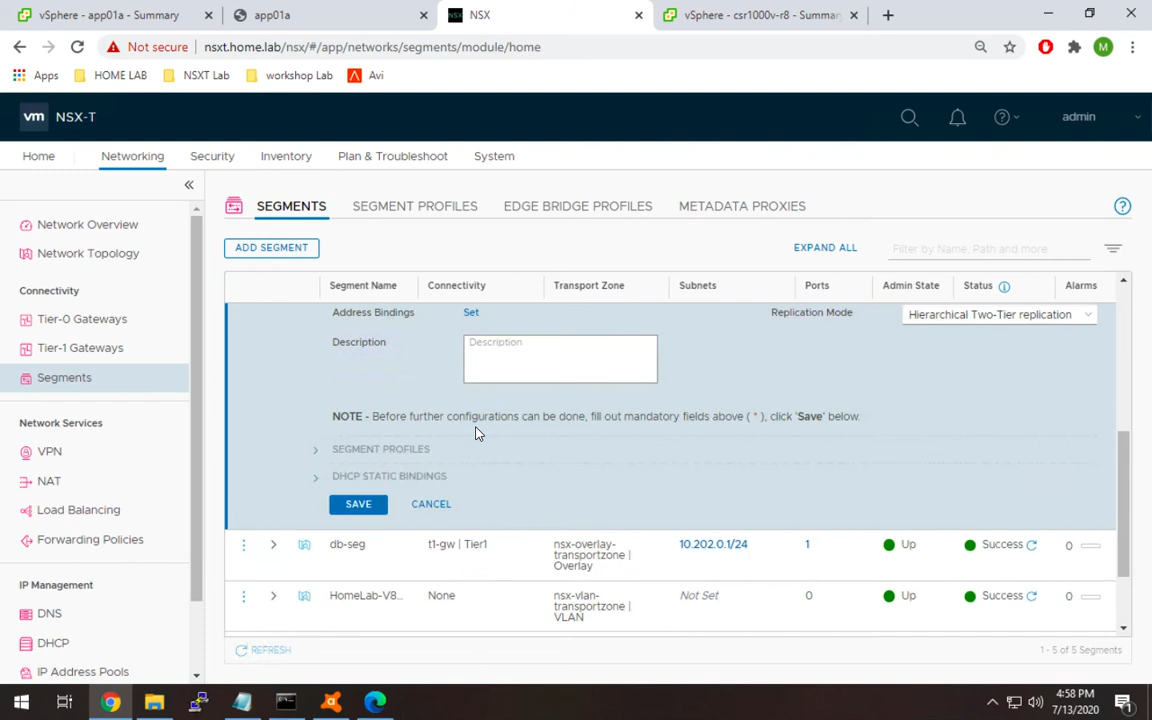 vSphere - app01a - Summary
app01a
NSX
vSphere - csr1000v-r8 - Summar
Not secure
nsxt.home.lab/nsx/#/app/networks/segments/module/home
M
Apps
HOME LAB
NSXT Lab
workshop Lab
Avi
vm
NSX-T
admin
Home
Networking
Security
Inventory
Plan & Troubleshoot
System
Network Overview
Network Topology
Connectivity
Tier-0 Gateways
Tier-1 Gateways
Segments
Network Services
VPN
NAT
Load Balancing
Forwarding Policies
IP Management
DNS
DHCP
IP Address Pools
SEGMENTS
SEGMENT PROFILES
EDGE BRIDGE PROFILES
METADATA PROXIES
ADD SEGMENT
EXPAND ALL
Filter by Name, Path and more
Segment Name
Connectivity
Transport Zone
Subnets
Ports
Admin State
Status
Alarms
Address Bindings
Set
Replication Mode
Hierarchical Two-Tier replication
Description
Description
NOTE - Before further configurations can be done, fill out mandatory fields above ( * ), click 'Save' below.
SEGMENT PROFILES
DHCP STATIC BINDINGS
SAVE
CANCEL
db-seg
t1-gw | Tier1
nsx-overlay-
transportzone |
Overlay
10.202.0.1/24
1
Up
Success
0
HomeLab-V8...
None
nsx-vlan-
transportzone |
VLAN
Not Set
0
Up
Success
0
REFRESH
1 - 5 of 5 Segments
4:58 PM
7/13/2020
1